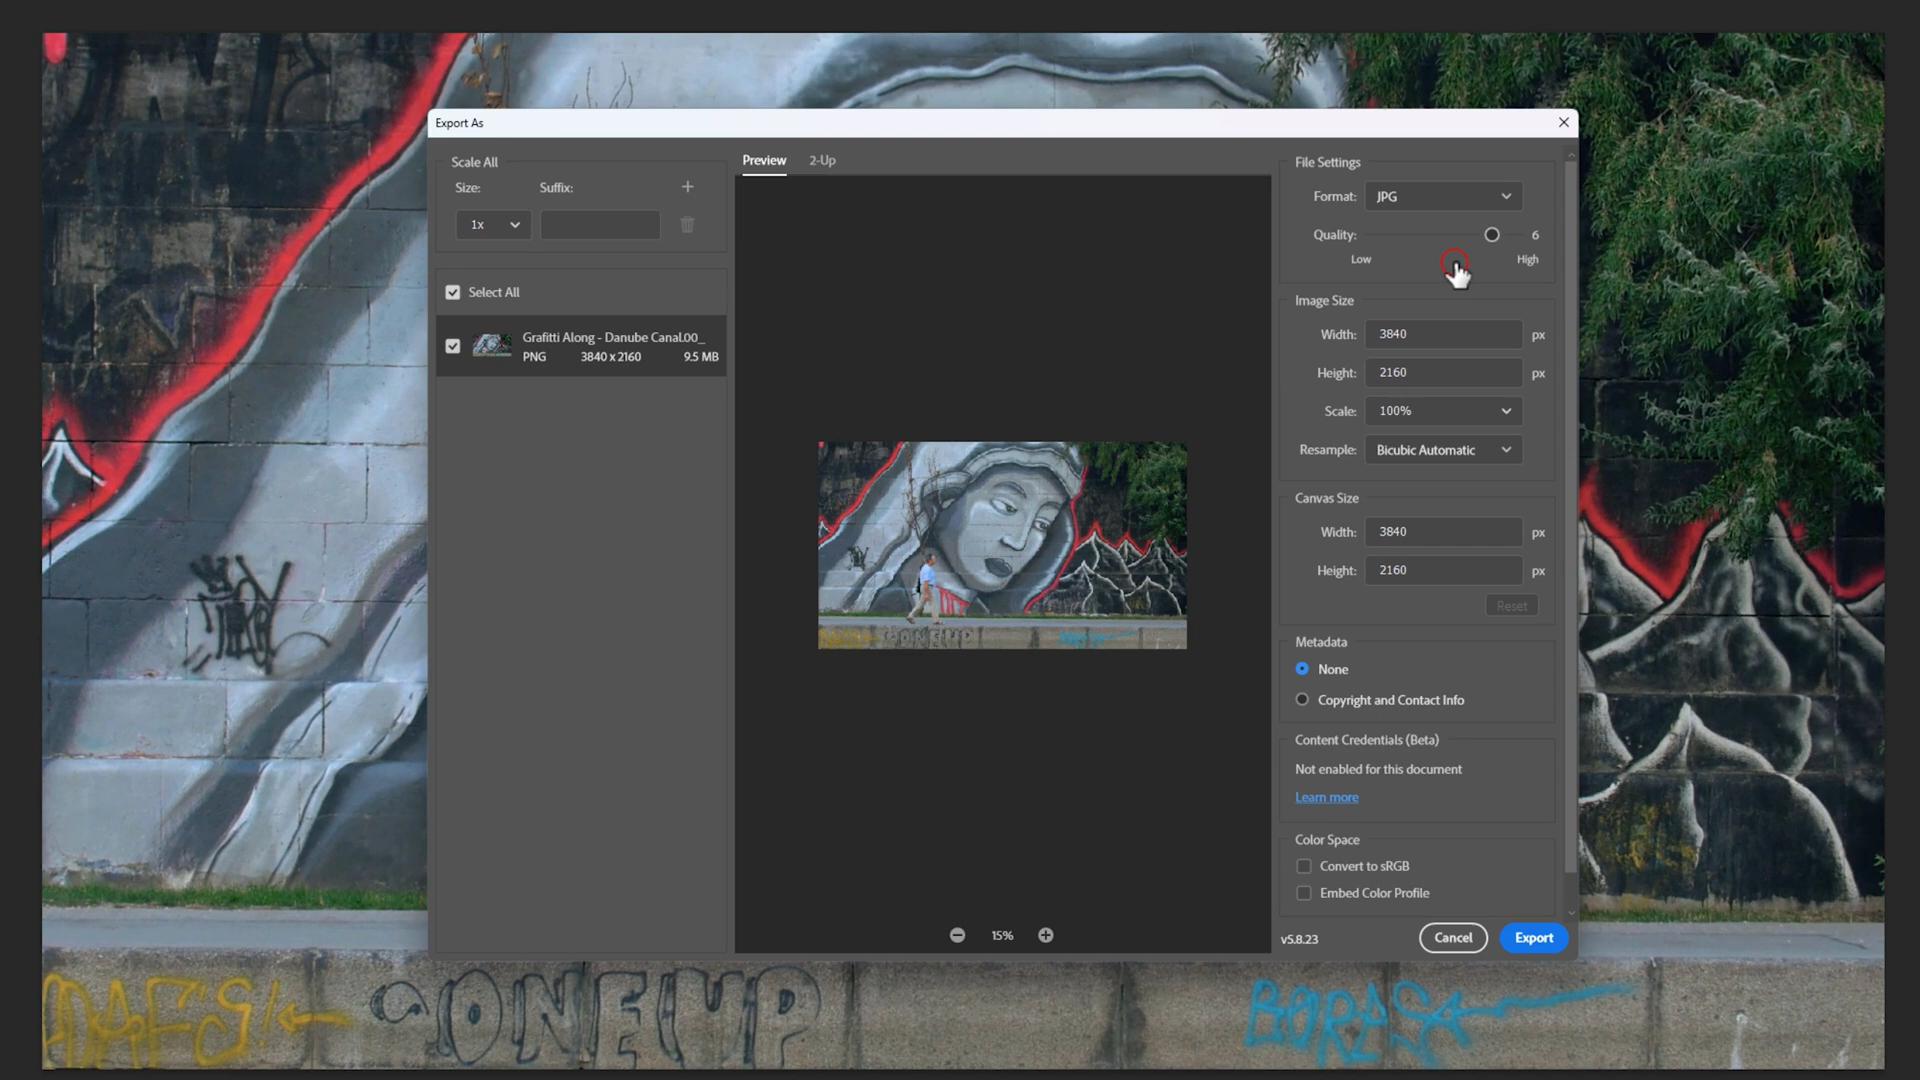 Export As
Scale All
Size:
Suffix:
1x
Select All
Grafitti Along - Danube Canal.00_
PNG 3840 x 2160 9.5 MB
Preview 2-Up
15%
File Settings
Format: JPG
Quality: 6
Low High
Image Size
Width: 3840 px
Height: 2160 px
Scale: 100%
Resample: Bicubic Automatic
Canvas Size
Width: 3840 px
Height: 2160 px
Reset
Metadata
None
Copyright and Contact Info
Content Credentials (Beta)
Not enabled for this document
Learn more
Color Space
Convert to sRGB
Embed Color Profile
v5.8.23
Cancel Export
ONEUP